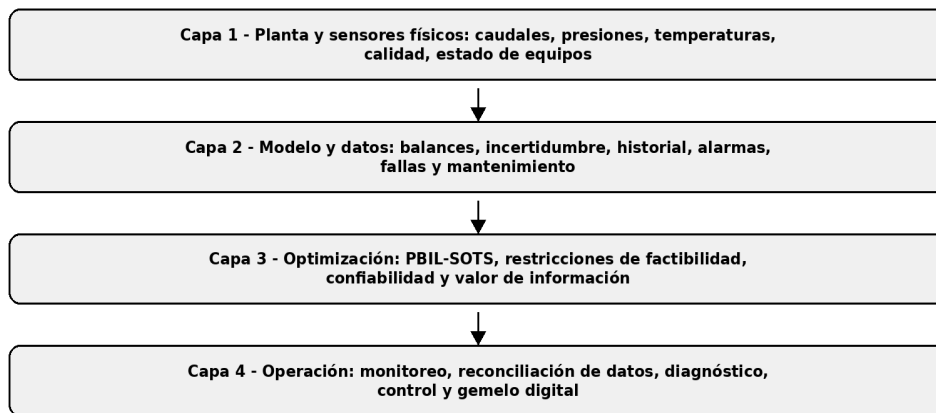 Capa 1 - Planta y sensores físicos: caudales, presiones, temperaturas,
calidad, estado de equipos
Capa 2 - Modelo y datos: balances, incertidumbre, historial, alarmas,
fallas y mantenimiento
Capa 3 - Optimización: PBIL-SOTS, restricciones de factibilidad,
confiabilidad y valor de información
Capa 4 - Operación: monitoreo, reconciliación de datos, diagnóstico,
control y gemelo digital